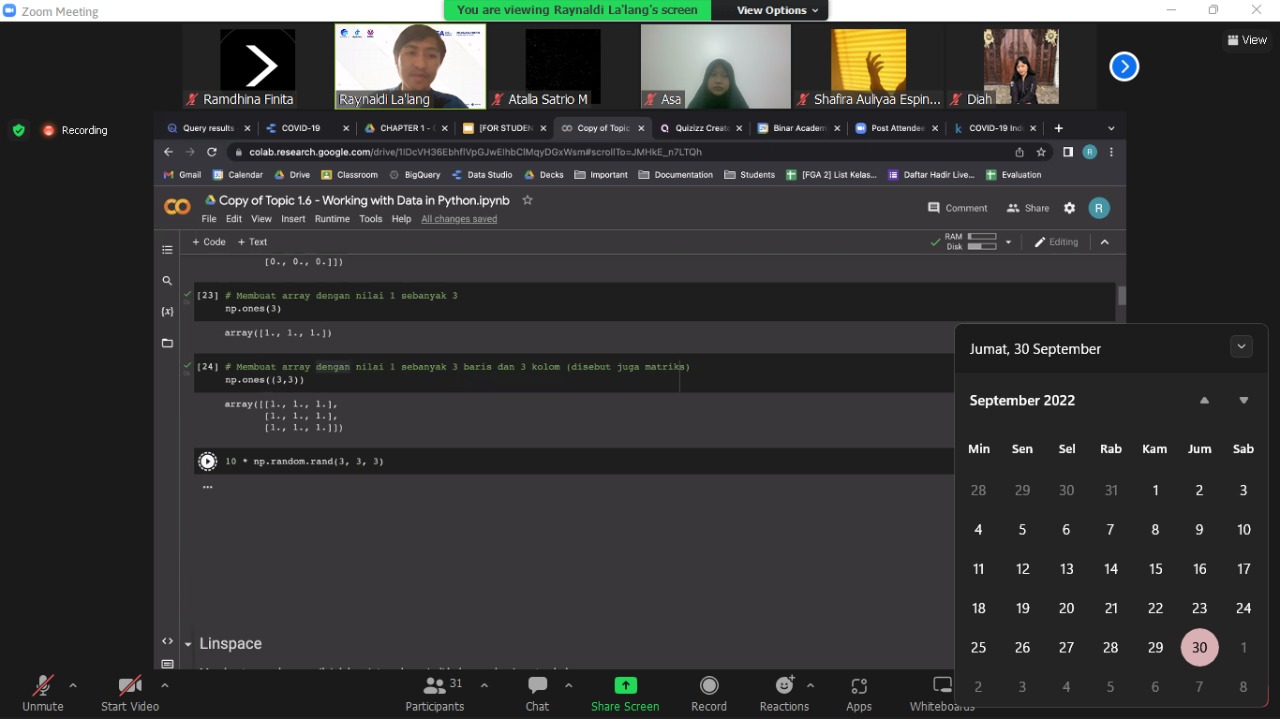 Zoom Meeting
You are viewing Raynaldi La'lang's screen
View Options
View
Ramdhina Finita
Raynaldi La'lang
Atalla Satrio M
Asa
Shafira Auliyaa Espin...
Diah
Recording
Query results
COVID-19
CHAPTER 1 - (
[FOR STUDEN
Copy of Topic
Quizizz Creat
Binar Academ
Post Attendee
COVID-19 Ind
colab.research.google.com/drive/1IDcVH36EbhflVpGJwElhbClMqyDGxWsm#scrollTo=JMHkE_n7LTQh
R
Gmail
Calendar
Drive
Classroom
BigQuery
Data Studio
Decks
Important
Documentation
Students
[FGA 2] List Kelas...
Daftar Hadir Live...
Evaluation
CO
Copy of Topic 1.6 - Working with Data in Python.ipynb
File Edit View Insert Runtime Tools Help All changes saved
Comment
Share
R
+ Code + Text
RAM
Disk
Editing
[0., 0., 0.]])
[23] # Membuat array dengan nilai 1 sebanyak 3
np.ones(3)
array([1., 1., 1.])
[24] # Membuat array dengan nilai 1 sebanyak 3 baris dan 3 kolom (disebut juga matriks)
np.ones((3,3))
array([[1., 1., 1.],
[1., 1., 1.],
[1., 1., 1.]])
10 * np.random.rand(3, 3, 3)
...
{x}
<>
Linspace
Jumat, 30 September
September 2022
Min Sen Sel Rab Kam Jum Sab
28 29 30 31 1 2 3
4 5 6 7 8 9 10
11 12 13 14 15 16 17
18 19 20 21 22 23 24
25 26 27 28 29 30 1
2 3 4 5 6 7 8
Unmute
Start Video
31
Participants
Chat
Share Screen
Record
Reactions
Apps
Whiteboards